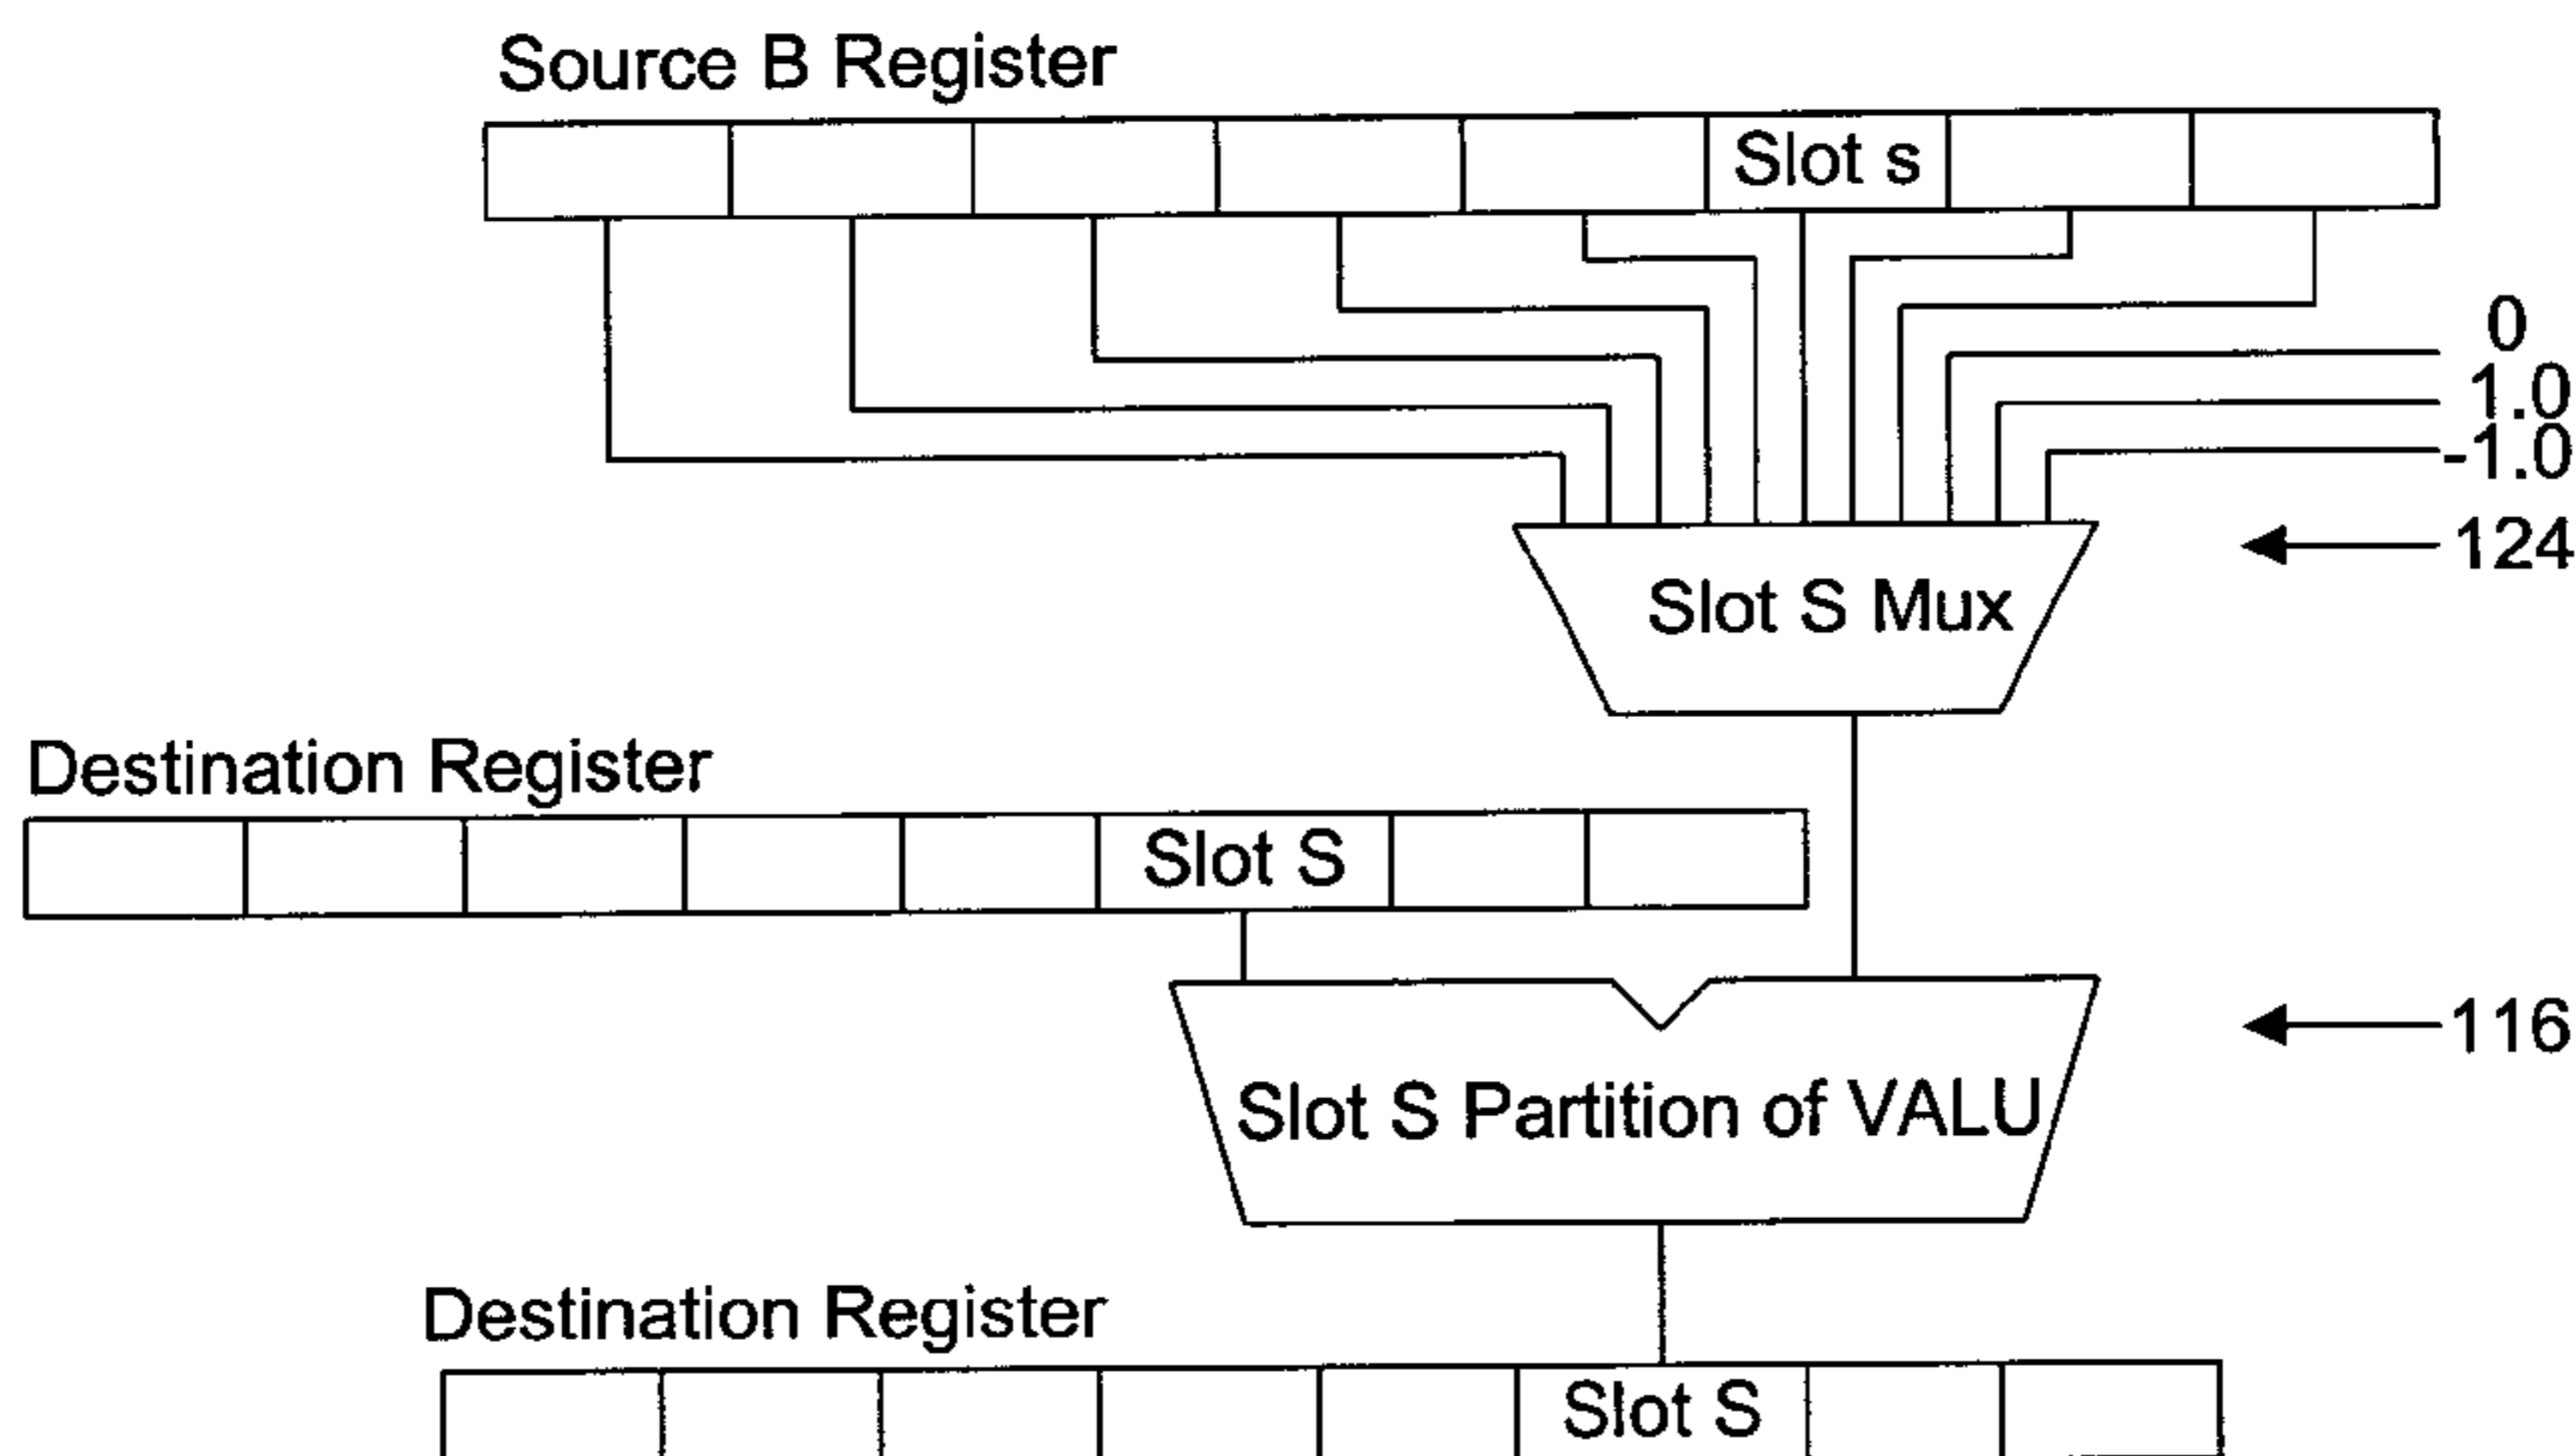 Source B Register
Slot s
0
1.0
-1.0
124
Slot S Mux
Destination Register
Slot S
116
Slot S Partition of VALU
Destination Register
Slot S